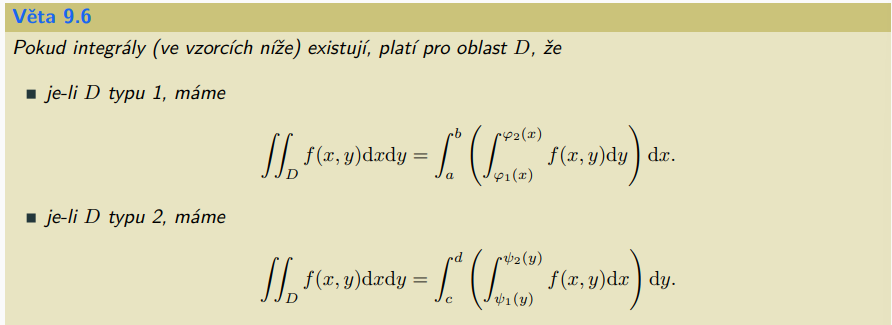 Věta 9.6
Pokud integrály (ve vzorcích níže) existují, platí pro oblast D, že
■ je-li D typu 1, máme
∬_D f(x, y)dxdy = ∫_a^b ( ∫_{φ₁(x)}^{φ₂(x)} f(x, y)dy ) dx.
■ je-li D typu 2, máme
∬_D f(x, y)dxdy = ∫_c^d ( ∫_{ψ₁(y)}^{ψ₂(y)} f(x, y)dx ) dy.